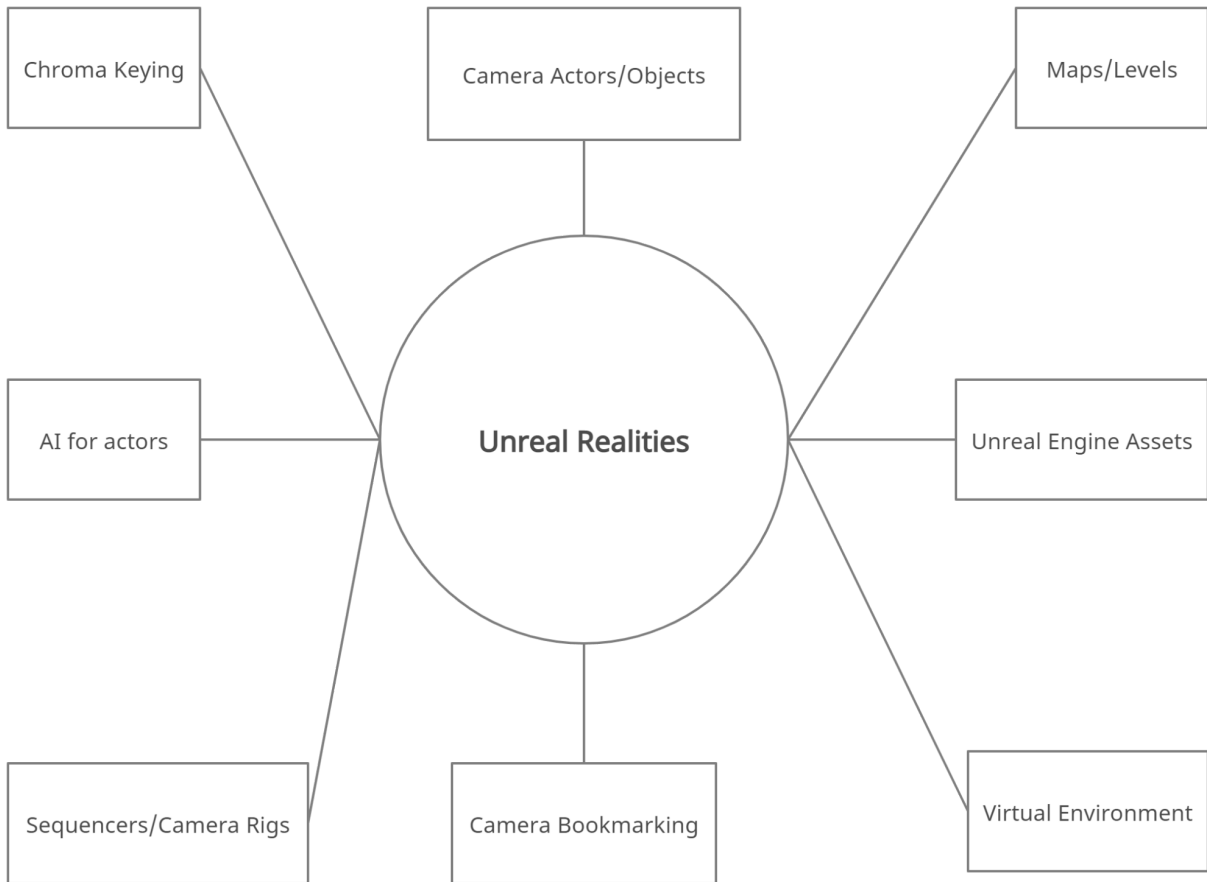 Chroma Keying
Camera Actors/Objects
Maps/Levels
AI for actors
Unreal Realities
Unreal Engine Assets
Sequencers/Camera Rigs
Camera Bookmarking
Virtual Environment